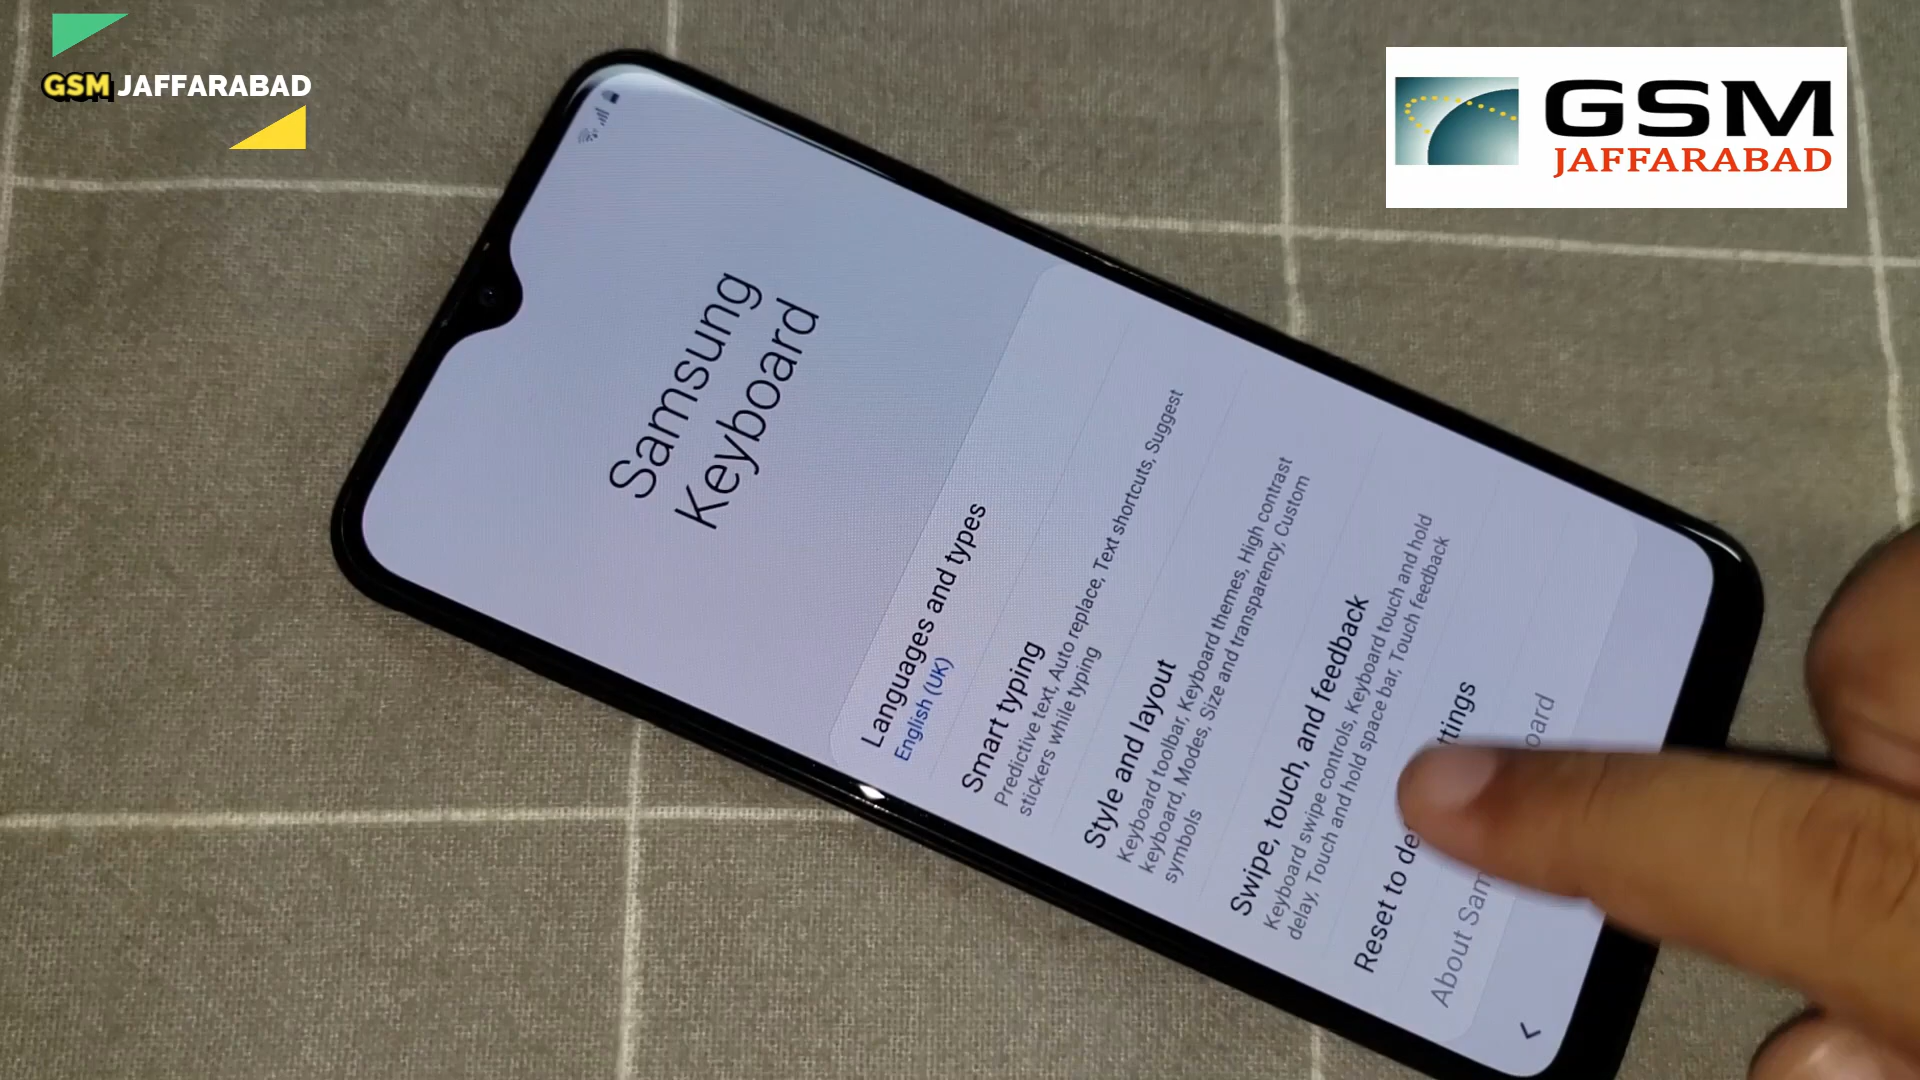 GSM JAFFARABAD
GSM
JAFFARABAD
Samsung
Keyboard
Languages and types
English (UK)
Smart typing
Predictive text, Auto replace, Text shortcuts, Suggest
stickers while typing
Style and layout
Keyboard toolbar, Keyboard themes, High contrast
keyboard, Modes, Size and transparency, Custom
symbols
Swipe, touch, and feedback
Keyboard swipe controls, Keyboard touch and hold
delay, Touch and hold space bar, Touch feedback
Reset to
About